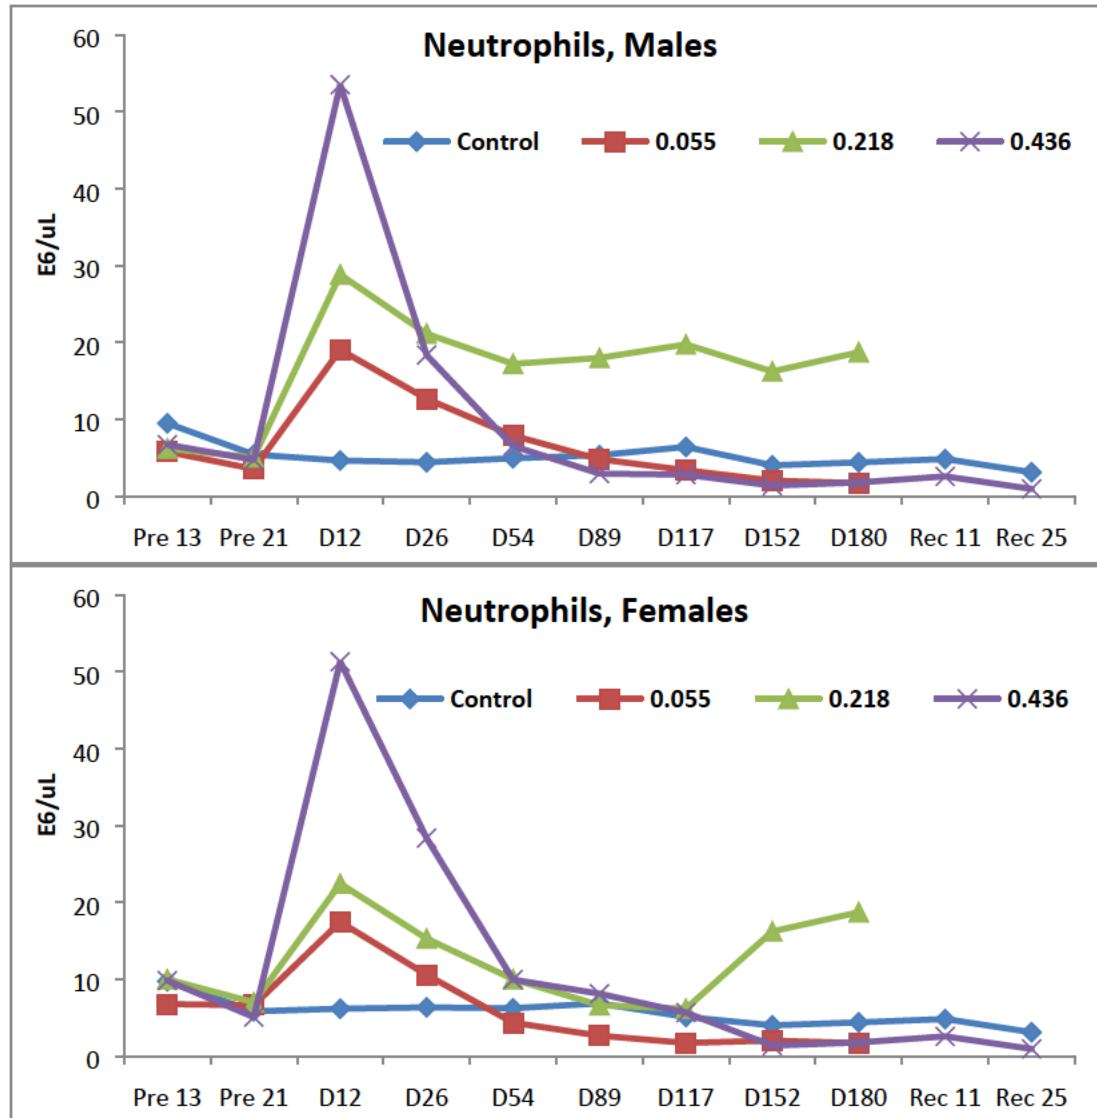 Neutrophils, Males
Control 0.055 0.218 0.436
E6/uL
60
50
40
30
20
10
0
Pre 13 Pre 21 D12 D26 D54 D89 D117 D152 D180 Rec 11 Rec 25
Neutrophils, Females
Control 0.055 0.218 0.436
E6/uL
60
50
40
30
20
10
0
Pre 13 Pre 21 D12 D26 D54 D89 D117 D152 D180 Rec 11 Rec 25